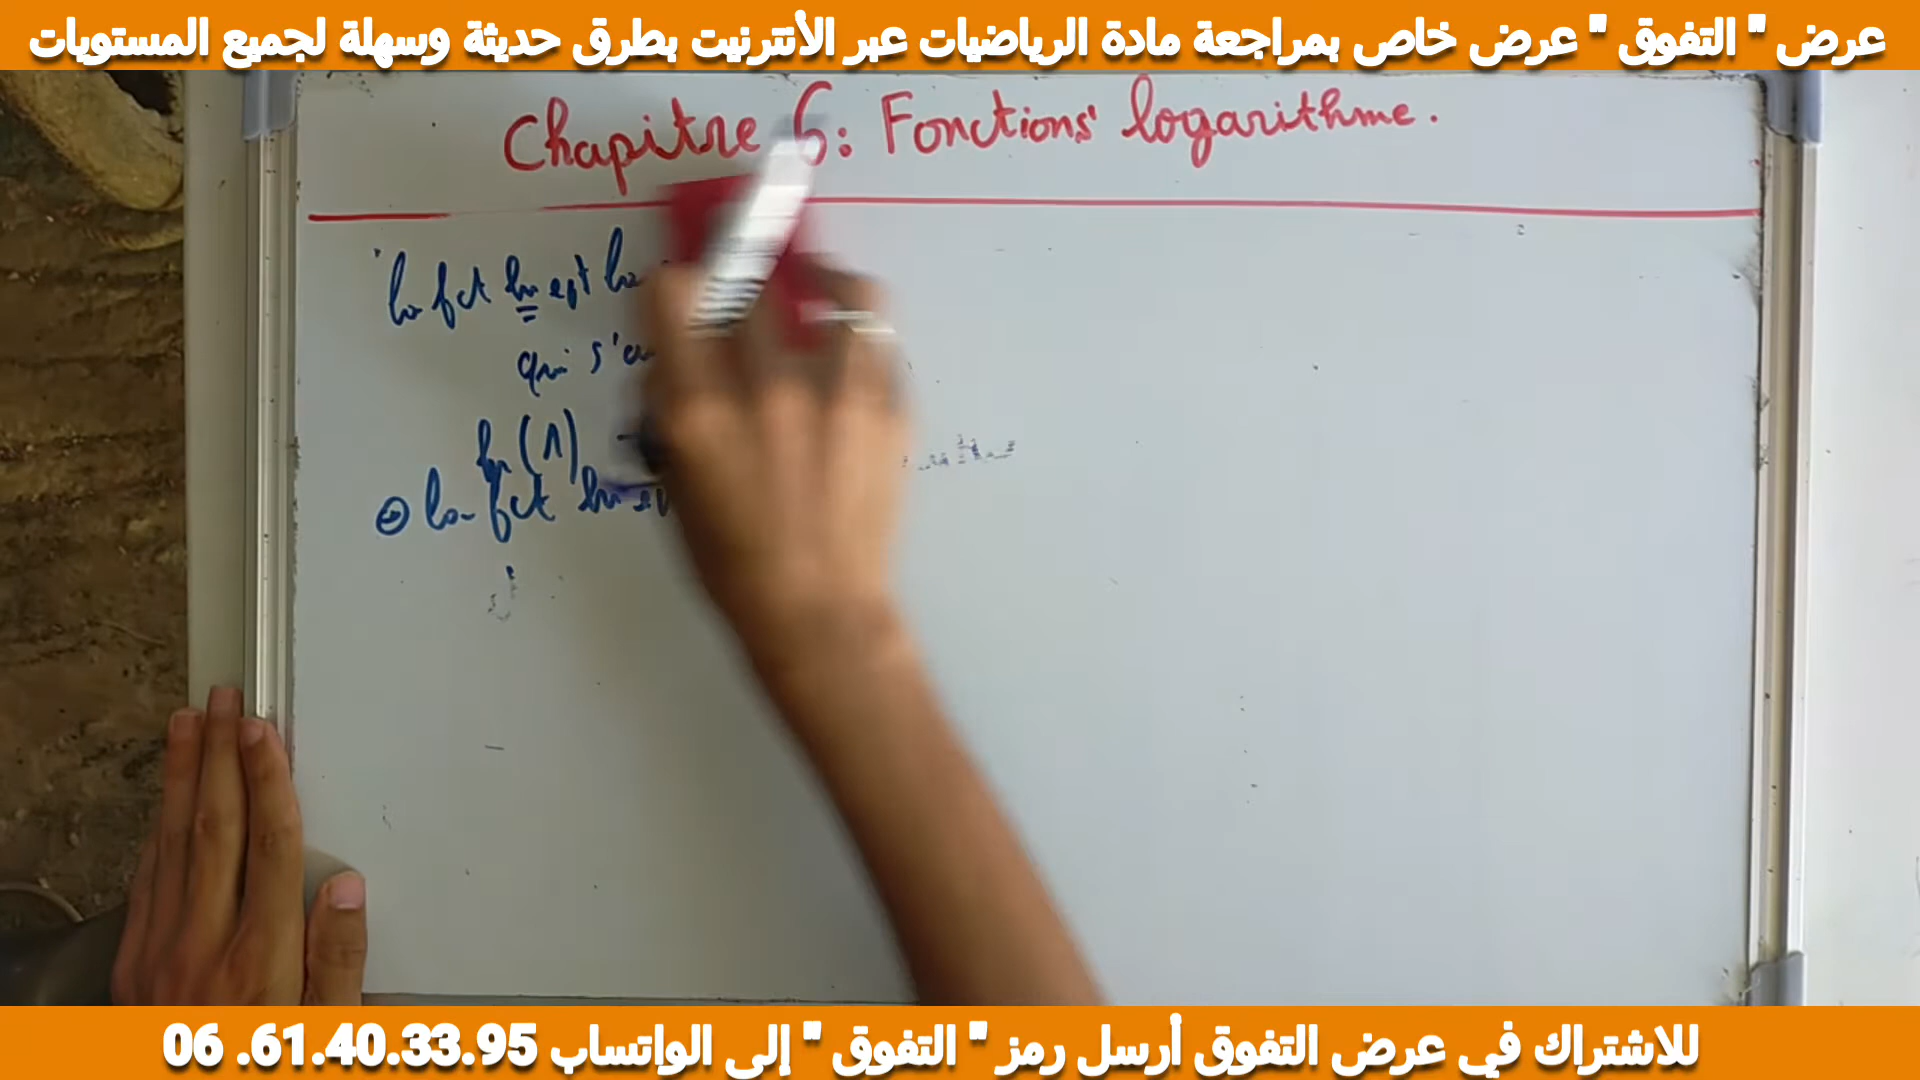 عرض " التفوق " عرض خاص بمراجعة مادة الرياضيات عبر الأنترنيت بطرق حديثة وسهلة لجميع المستويات
Chapitre 6: Fonctions logarithme.
la fct ln est la
qui s'
ln(1)
la fct ln
للاشتراك في عرض التفوق أرسل رمز " التفوق " إلى الواتساب 06 .61.40.33.95